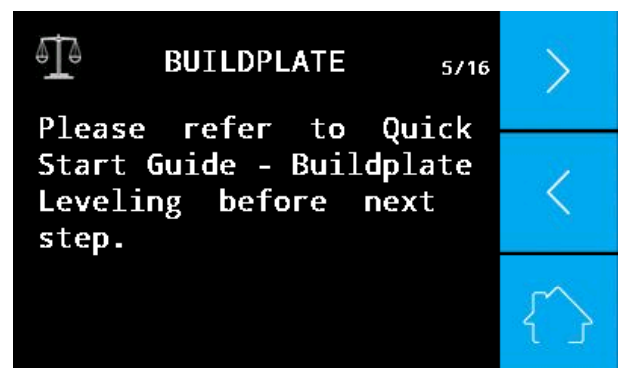 BUILDPLATE 5/16
Please refer to Quick
Start Guide - Buildplate
Leveling before next
step.